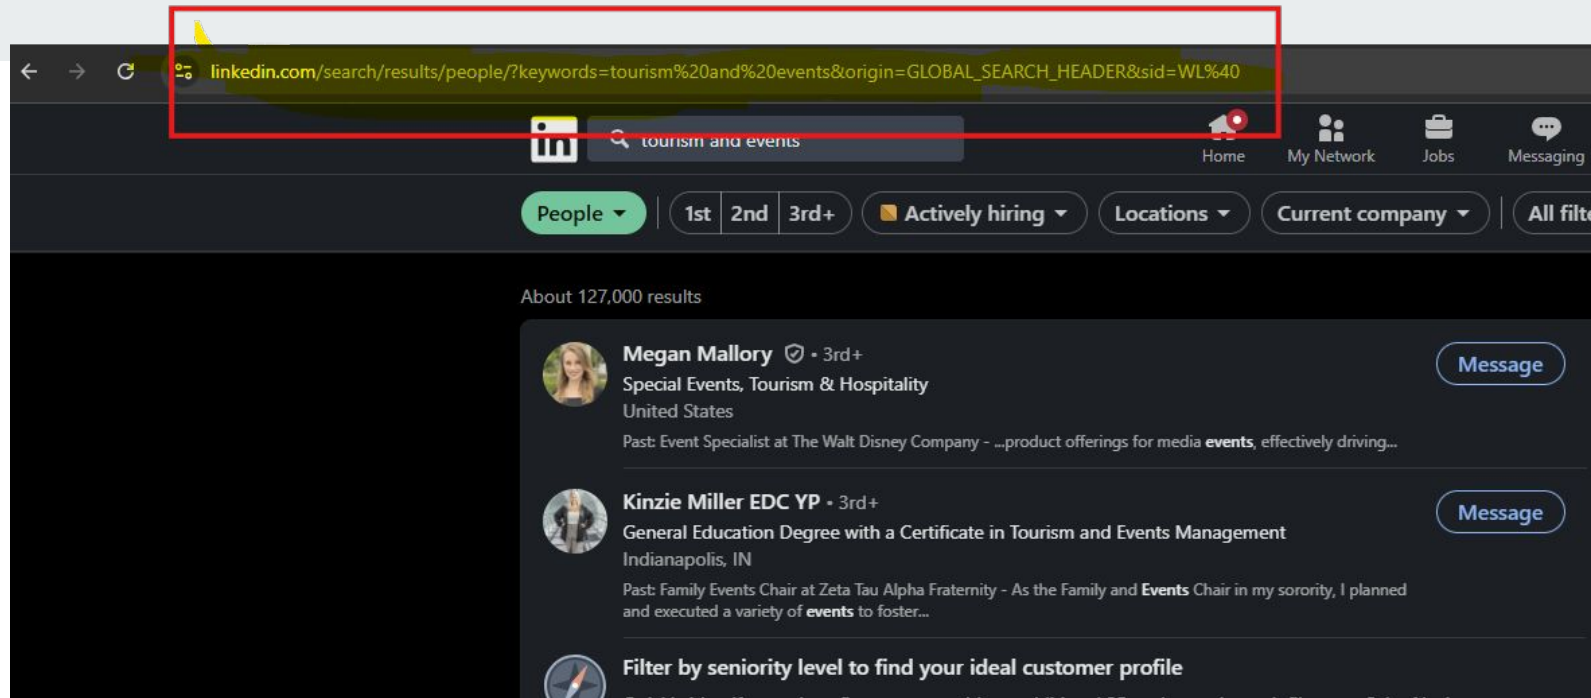 linkedin.com/search/results/people/?keywords=tourism%20and%20events&origin=GLOBAL_SEARCH_HEADER&sid=WL%40
in tourism and events
Home My Network Jobs Messaging
People 1st 2nd 3rd+ Actively hiring Locations Current company All filte
About 127,000 results
Megan Mallory • 3rd+
Message
Special Events, Tourism & Hospitality
United States
Past: Event Specialist at The Walt Disney Company - ...product offerings for media events, effectively driving...
Kinzie Miller EDC YP • 3rd+
Message
General Education Degree with a Certificate in Tourism and Events Management
Indianapolis, IN
Past: Family Events Chair at Zeta Tau Alpha Fraternity - As the Family and Events Chair in my sorority, I planned
and executed a variety of events to foster...
Filter by seniority level to find your ideal customer profile